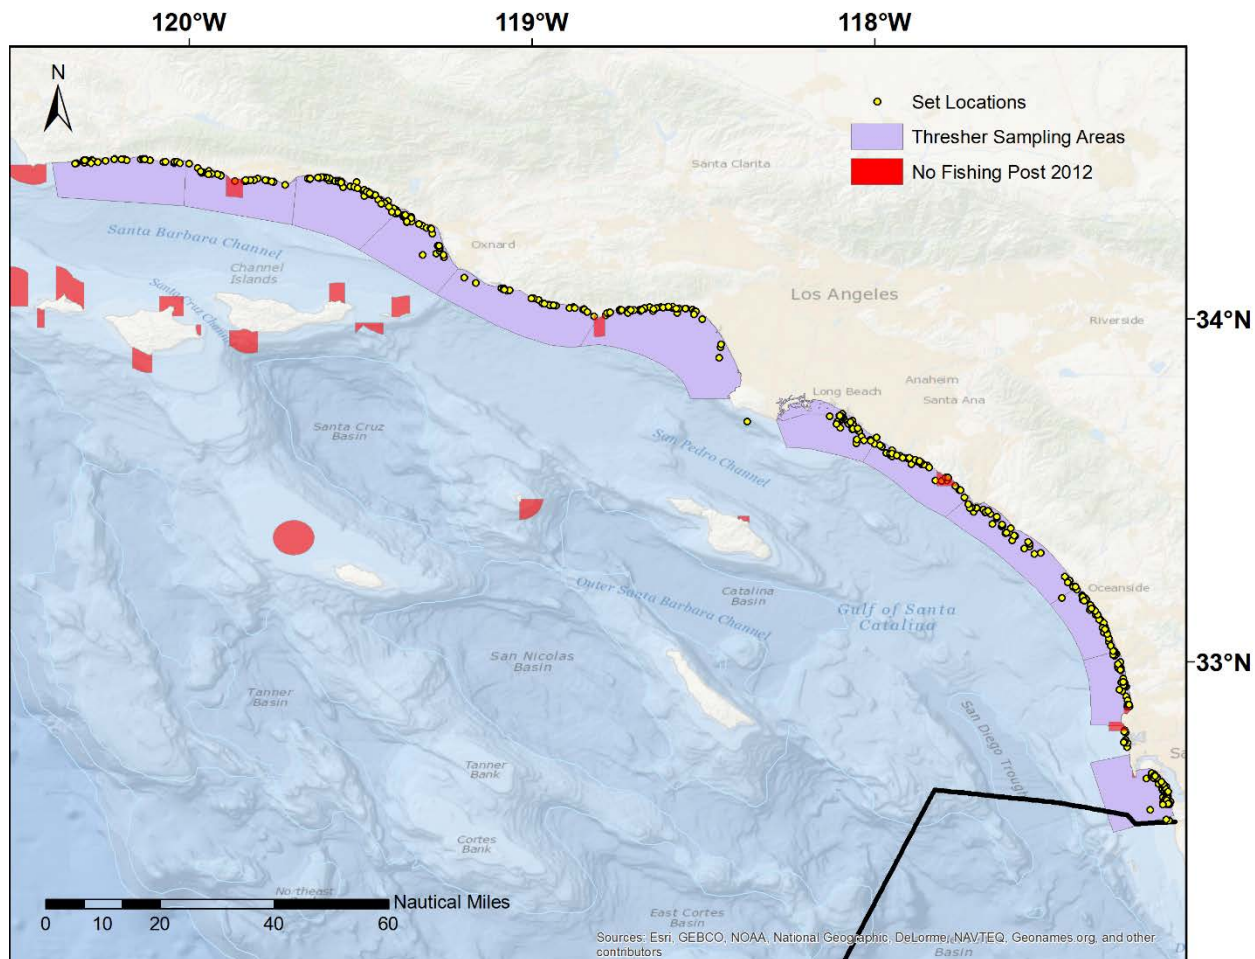 120°W
119°W
118°W
N
Set Locations
Thresher Sampling Areas
No Fishing Post 2012
Santa Clarita
Santa Barbara Channel
Oxnard
Channel
Islands
Santa Cruz Channel
Los Angeles
Riverside
34°N
Anaheim
Long Beach
Santa Ana
Santa Cruz
Basin
San Pedro Channel
Oceanside
Catalina
Basin
Outer Santa Barbara Channel
Gulf of Santa
Catalina
San Nicolas
Basin
33°N
Tanner
Basin
San Diego Trough
Tanner
Bank
Cortes
Bank
Northeast
Nautical Miles
0 10 20 40 60
East Cortes
Basin
Basin
Sources: Esri, GEBCO, NOAA, National Geographic, DeLorme, NAVTEQ, Geonames.org, and other
contributors